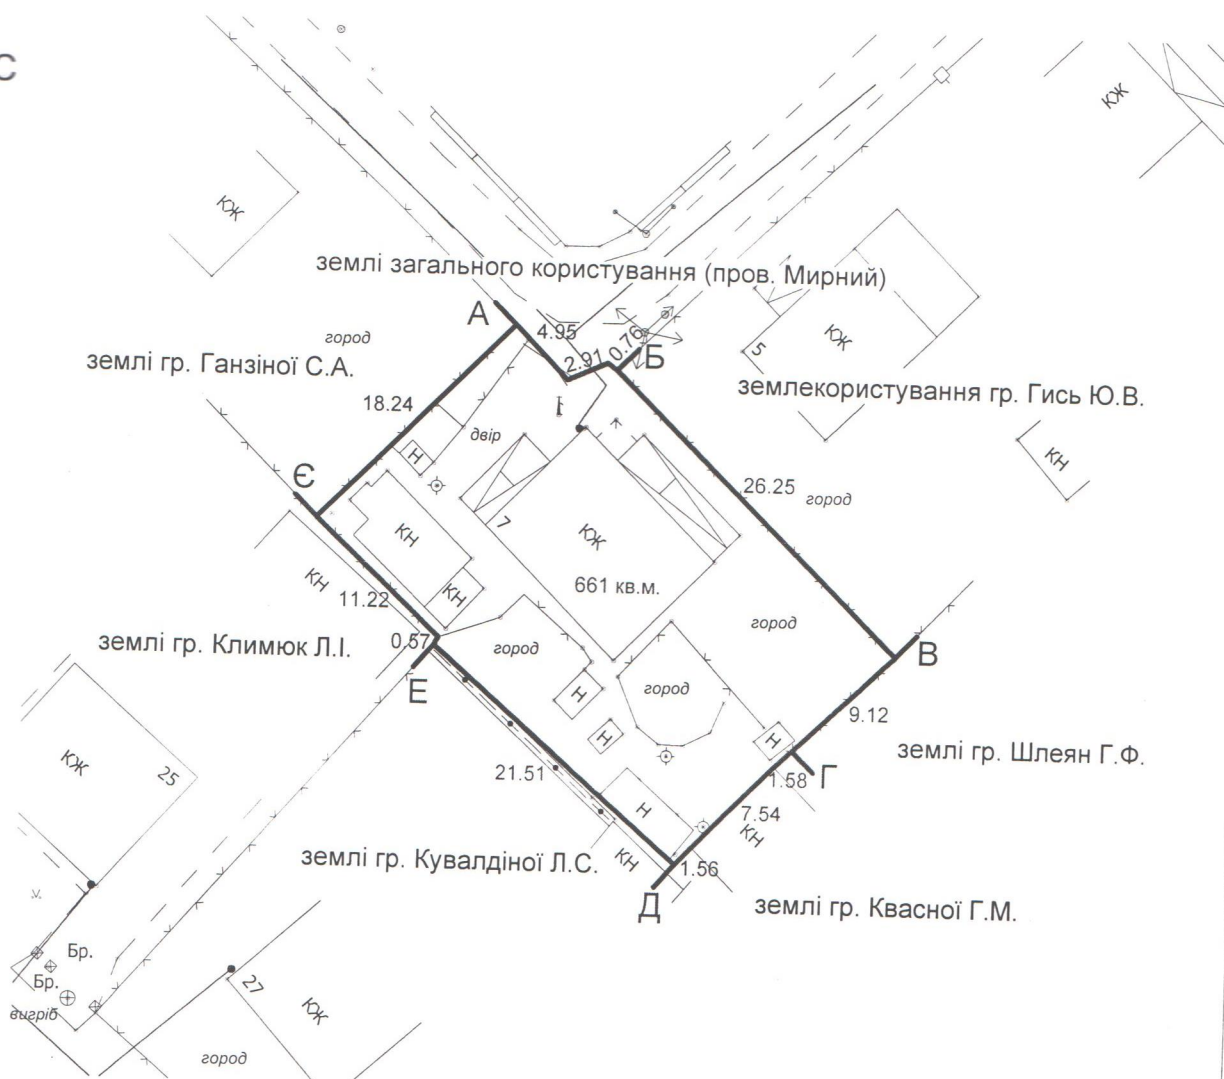 С
КЖ
КЖ
землі загального користування (пров. Мирний)
А
4.95
2.91
0.76
Б
город
землі гр. Ганзіної С.А.
КЖ
5
землекористування гр. Гись Ю.В.
18.24
І
двір
Н
КН
Є
26.25
город
КН
7
КЖ
КН
11.22
КН
661 кв.м.
землі гр. Климюк Л.І.
0.57
город
город
В
Е
Н
город
9.12
Н
Н
землі гр. Шлеян Г.Ф.
КЖ
25
21.51
1.58
Г
Н
7.54
КН
землі гр. Кувалдіної Л.С.
КН
1.56
Д
землі гр. Квасної Г.М.
Бр.
Бр.
вигріб
27
КЖ
город